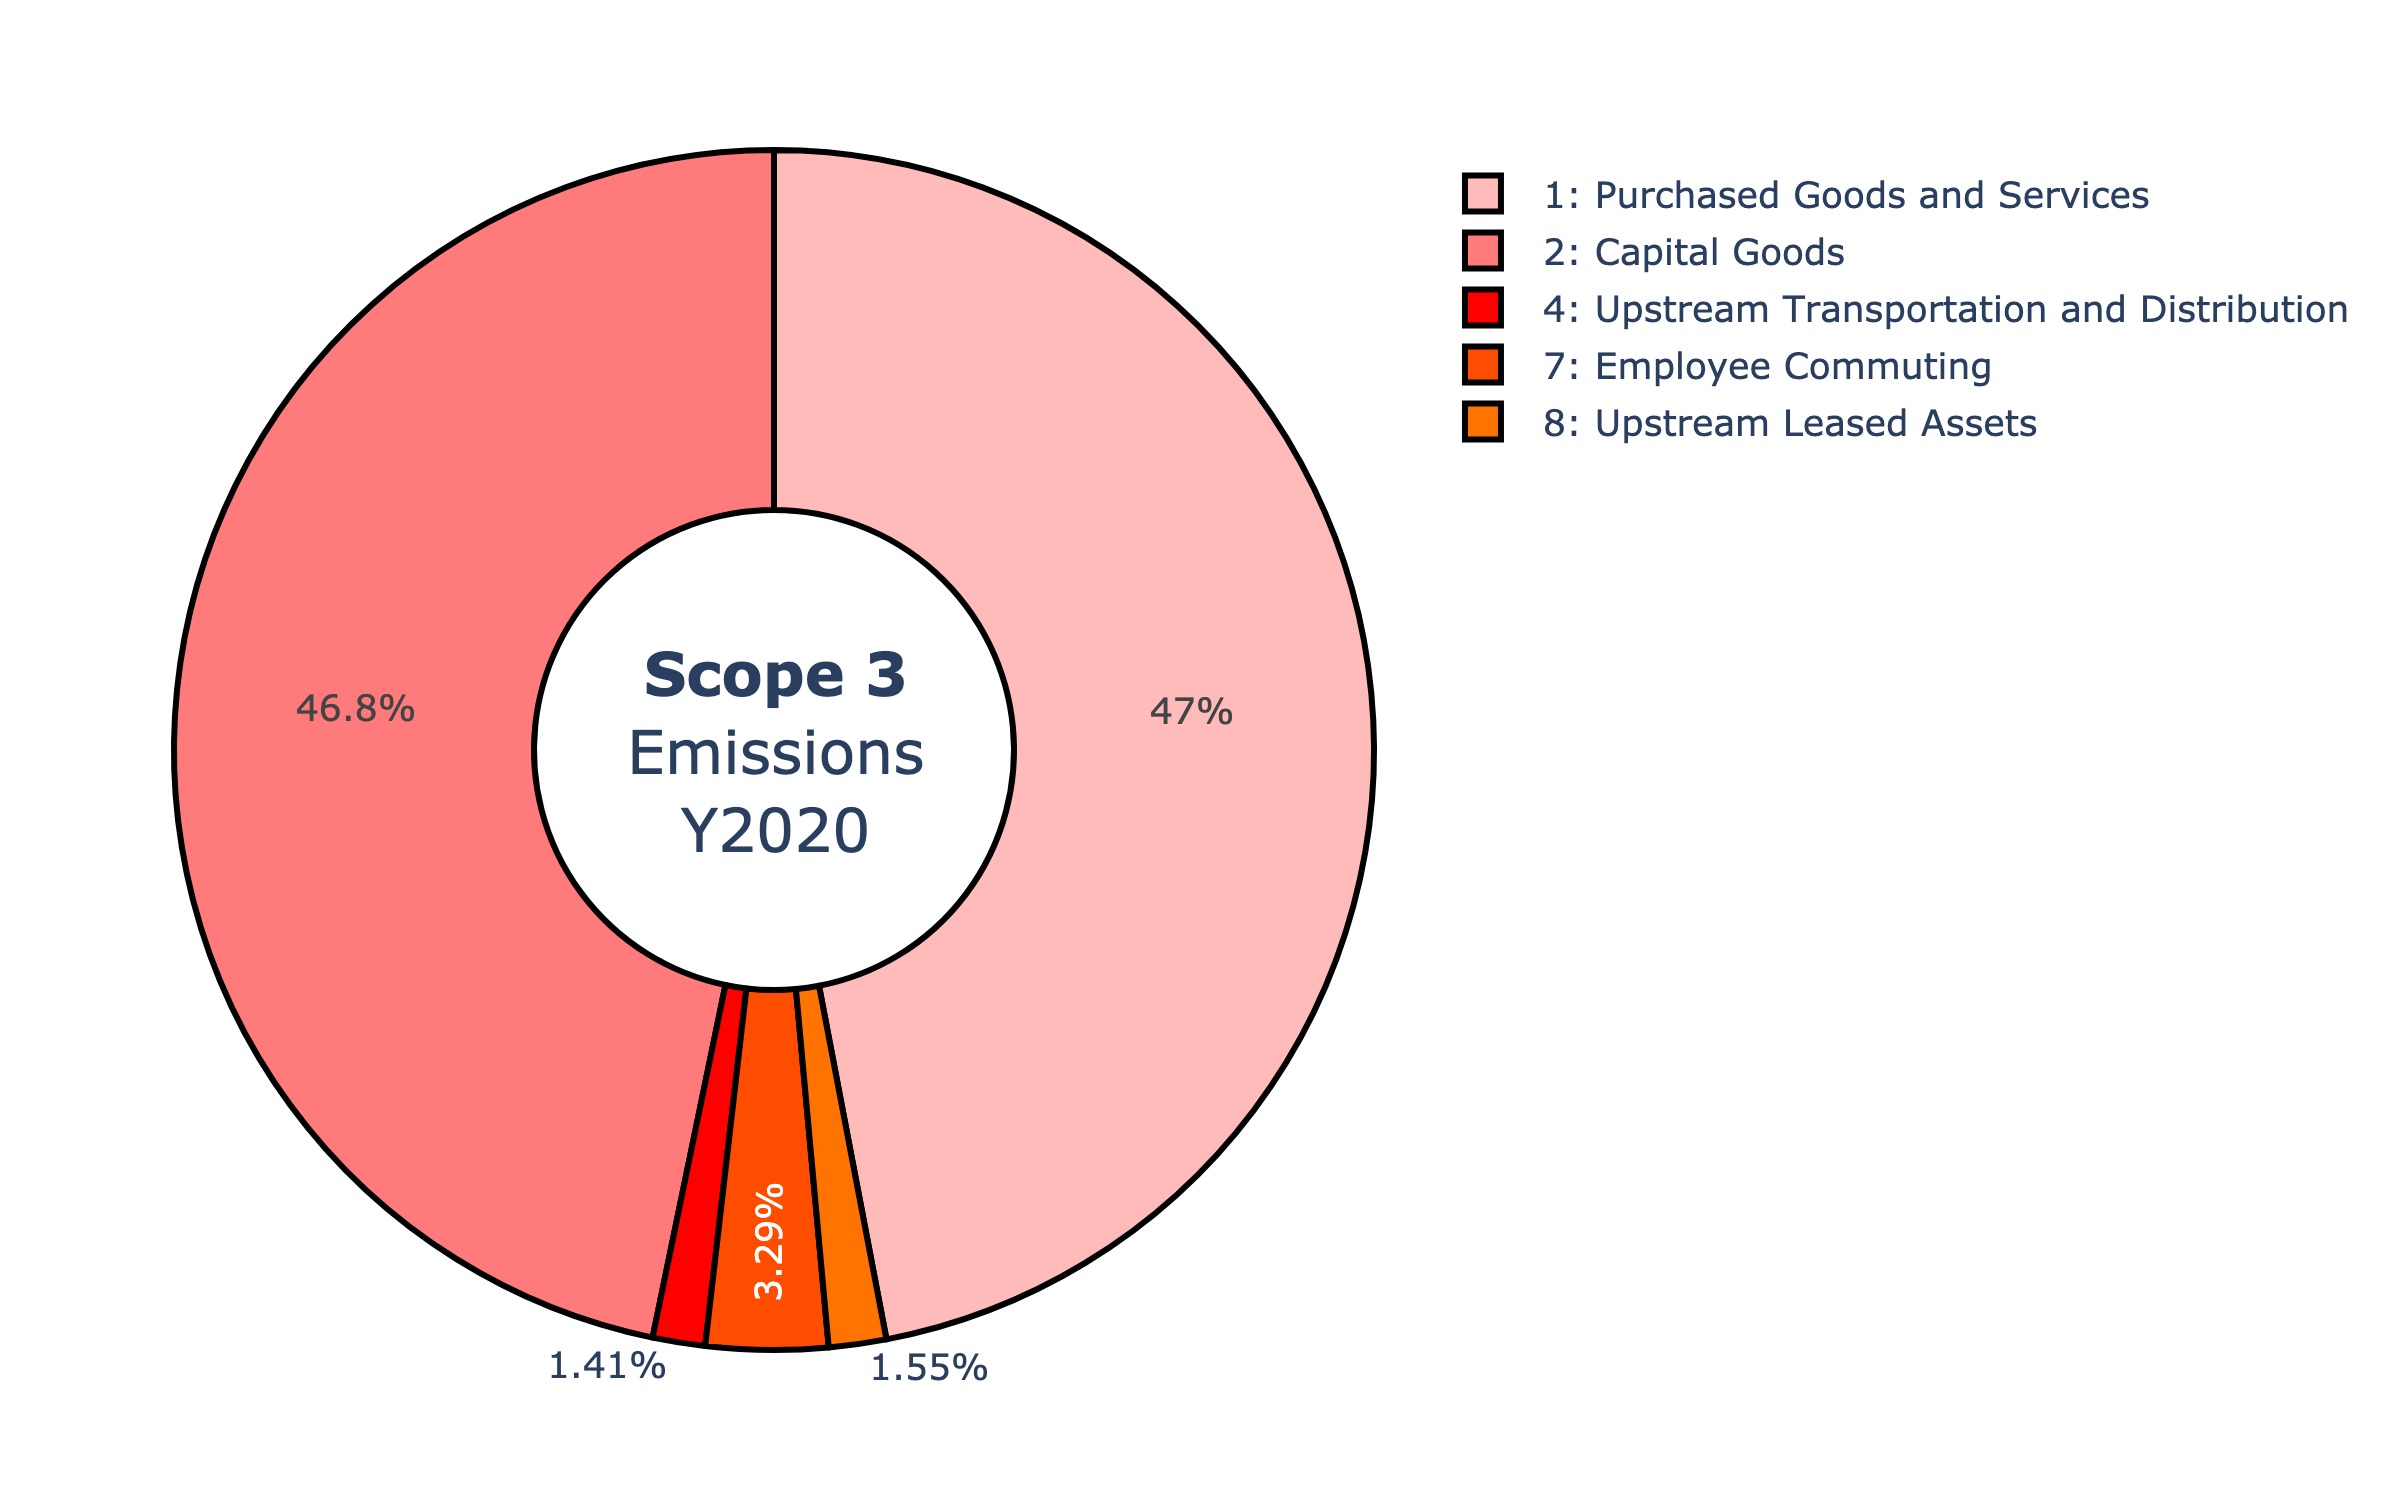 1: Purchased Goods and Services
2: Capital Goods
4: Upstream Transportation and Distribution
7: Employee Commuting
8: Upstream Leased Assets
Scope 3
Emissions
Y2020
46.8%
47%
3.29%
1.41%
1.55%